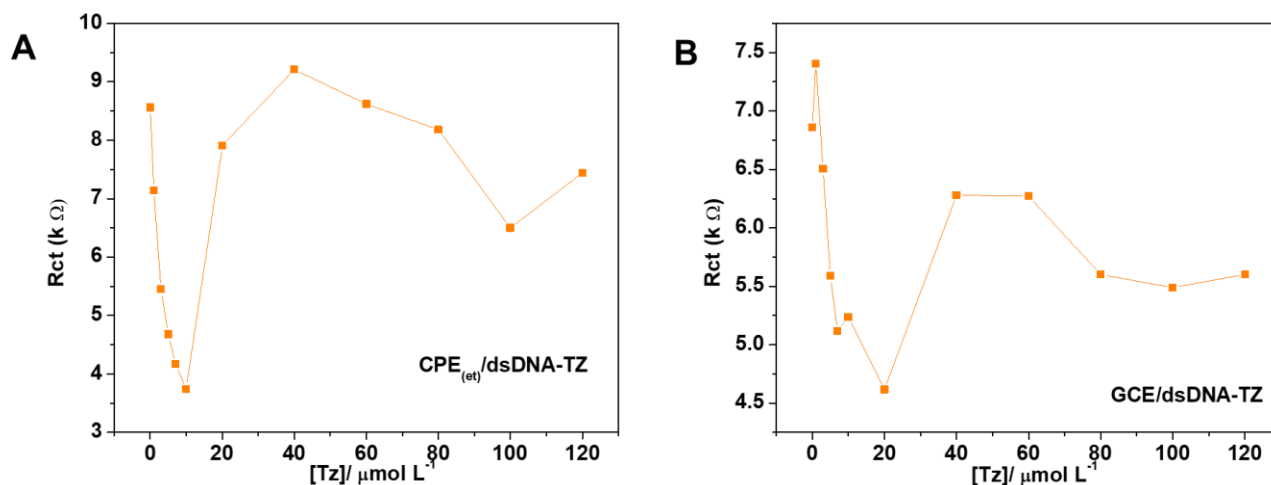 A
10
9
8
7
6
5
4
3
Rct (k Ω)
CPE(et)/dsDNA-TZ
0 20 40 60 80 100 120
[Tz]/ μmol L-1
B
7.5
7.0
6.5
6.0
5.5
5.0
4.5
Rct (k Ω)
GCE/dsDNA-TZ
0 20 40 60 80 100 120
[Tz]/ μmol L-1